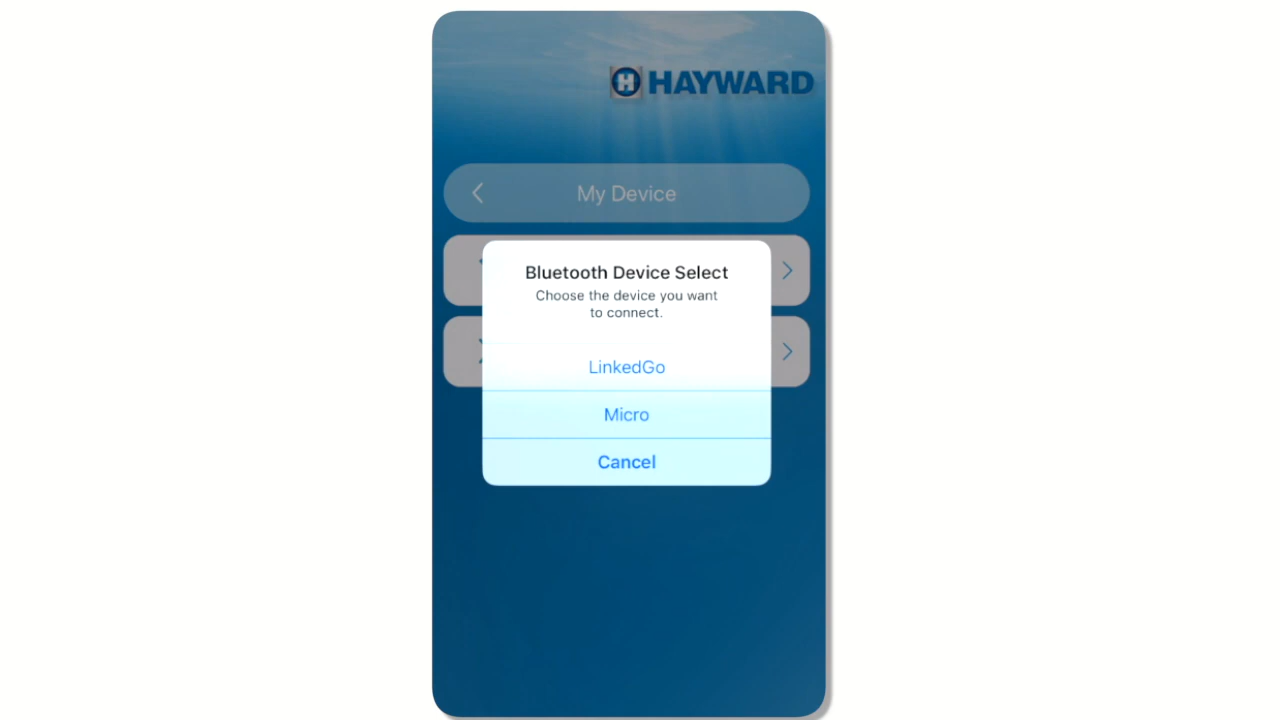 HAYWARD
My Device
Bluetooth Device Select
Choose the device you want
to connect.
LinkedGo
Micro
Cancel